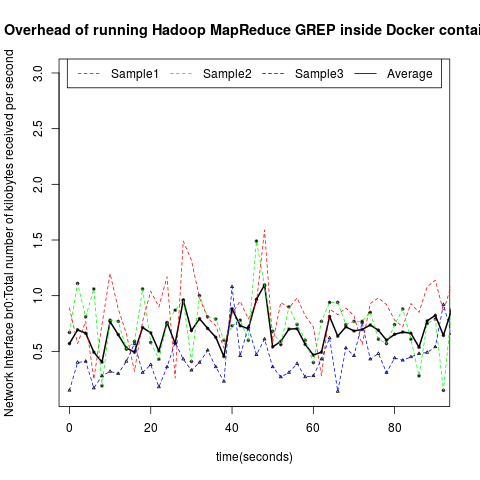 Overhead of running Hadoop MapReduce GREP inside Docker contai
Network Interface br0:Total number of kilobytes received per second
3.0
2.5
2.0
1.5
1.0
0.5
Sample1 Sample2 Sample3 Average
0 20 40 60 80
time(seconds)